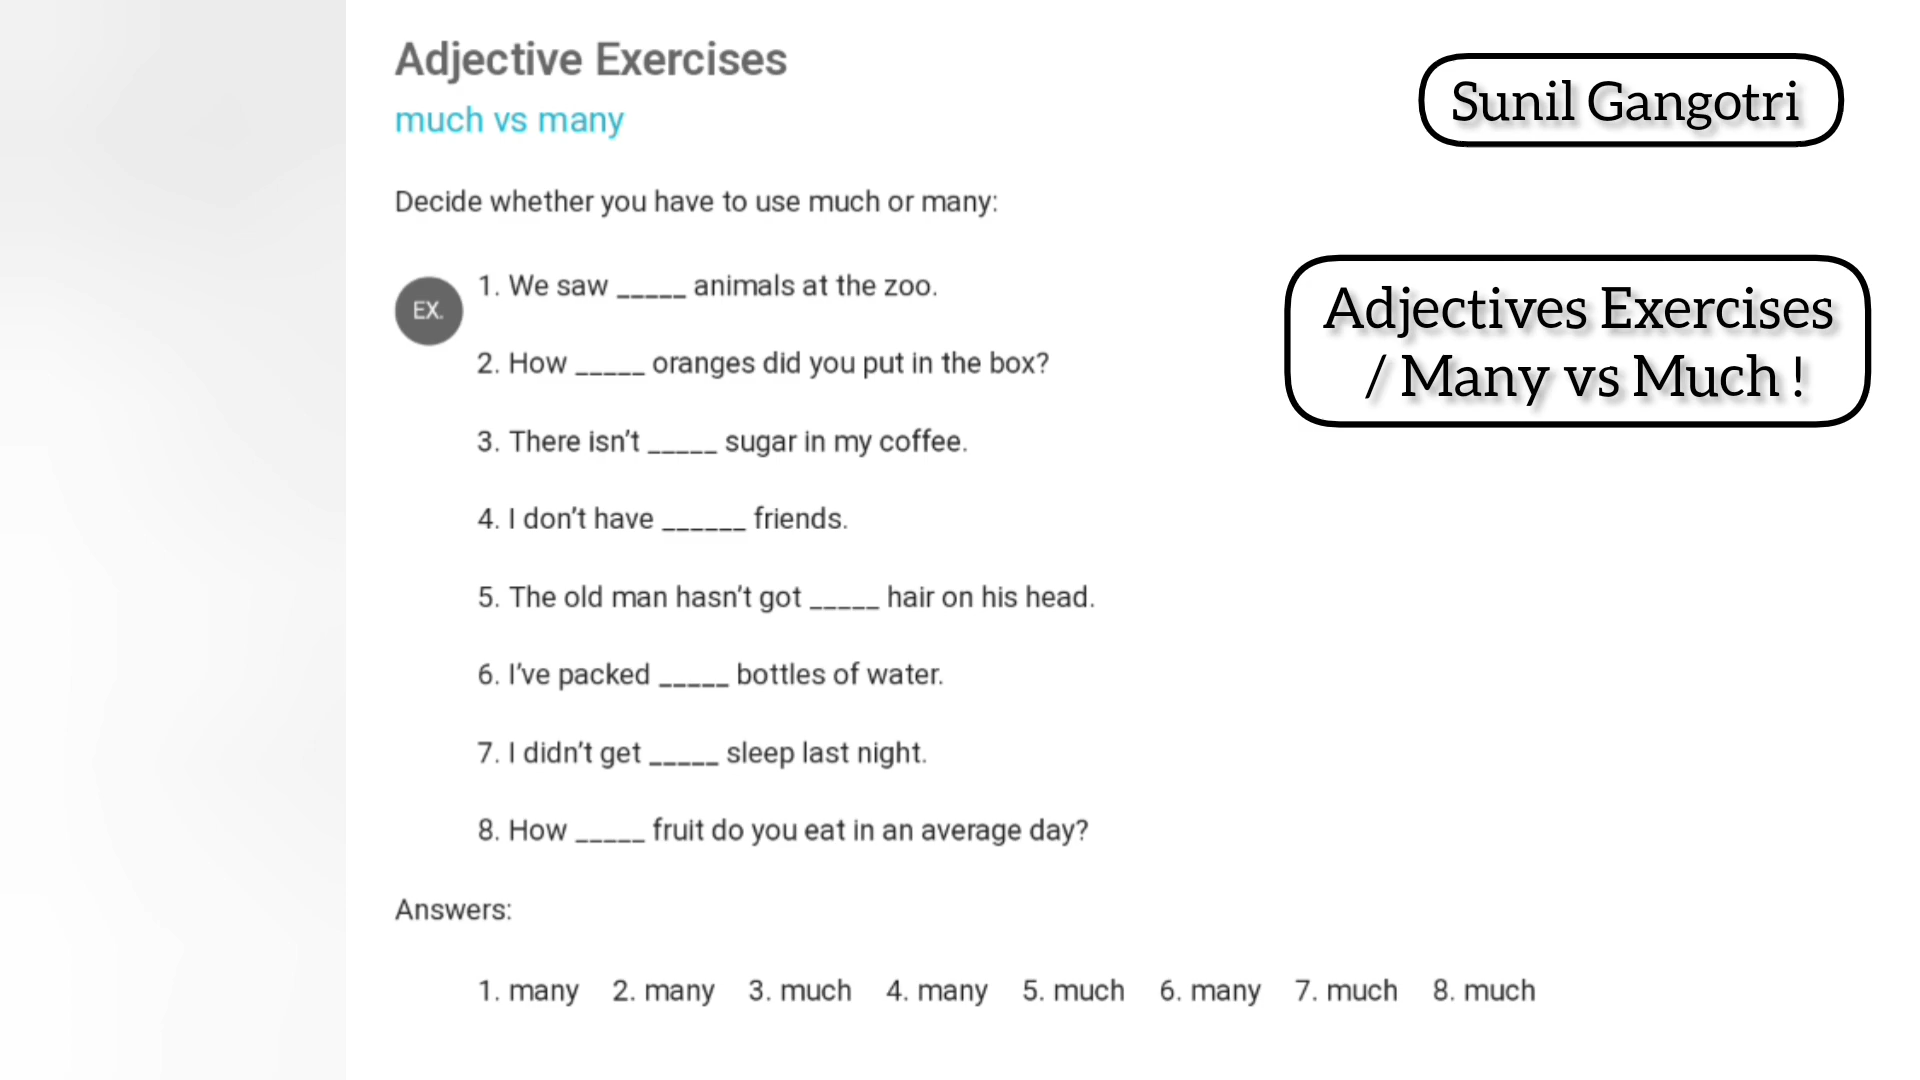 Adjective Exercises
much vs many
Decide whether you have to use much or many:
EX.
1. We saw _____ animals at the zoo.
2. How _____ oranges did you put in the box?
3. There isn’t _____ sugar in my coffee.
4. I don’t have ______ friends.
5. The old man hasn’t got _____ hair on his head.
6. I’ve packed _____ bottles of water.
7. I didn’t get _____ sleep last night.
8. How _____ fruit do you eat in an average day?
Answers:
1. many 2. many 3. much 4. many 5. much 6. many 7. much 8. much
Sunil Gangotri
Adjectives Exercises
/ Many vs Much !